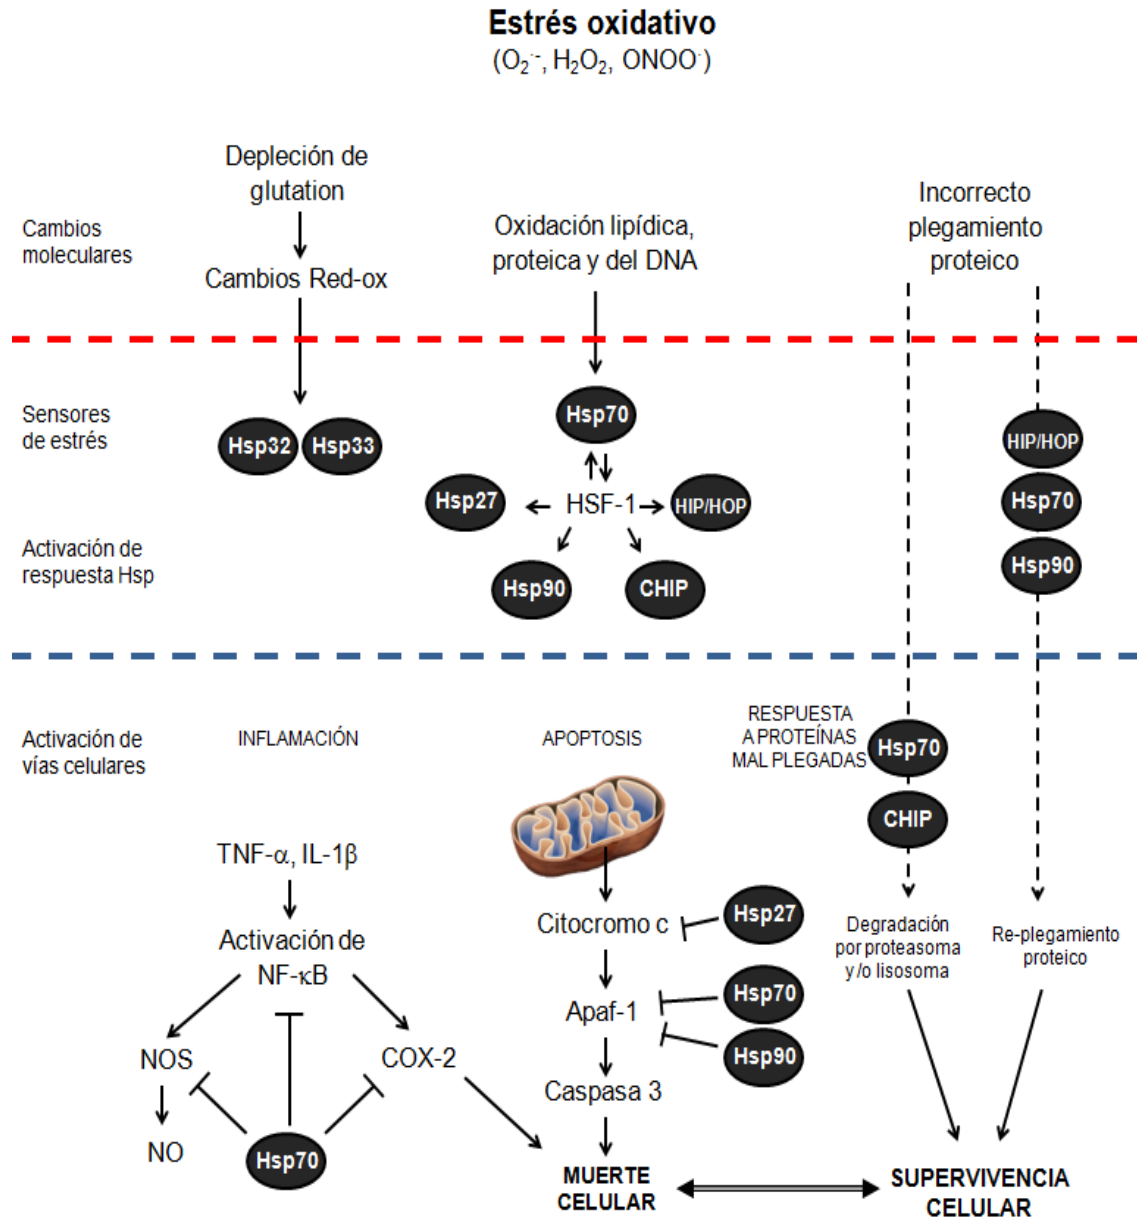 Estrés oxidativo
(O₂˙⁻, H₂O₂, ONOO⁻)
Depleción de
glutation
Cambios Red-ox
Cambios
moleculares
Oxidación lipídica,
proteica y del DNA
Incorrecto
plegamiento
proteico
Sensores
de estrés
Hsp32
Hsp33
Hsp70
HSF-1
Hsp27
HIP/HOP
Hsp90
CHIP
HIP/HOP
Hsp70
Hsp90
Activación de
respuesta Hsp
Activación de
vías celulares
INFLAMACIÓN
TNF-α, IL-1β
Activación de
NF-κB
NOS
COX-2
NO
Hsp70
APOPTOSIS
Citocromo c
Hsp27
Apaf-1
Hsp70
Hsp90
Caspasa 3
MUERTE
CELULAR
RESPUESTA
A PROTEÍNAS
MAL PLEGADAS
Hsp70
CHIP
Degradación
por proteasoma
y /o lisosoma
Re-plegamiento
proteico
SUPERVIVENCIA
CELULAR